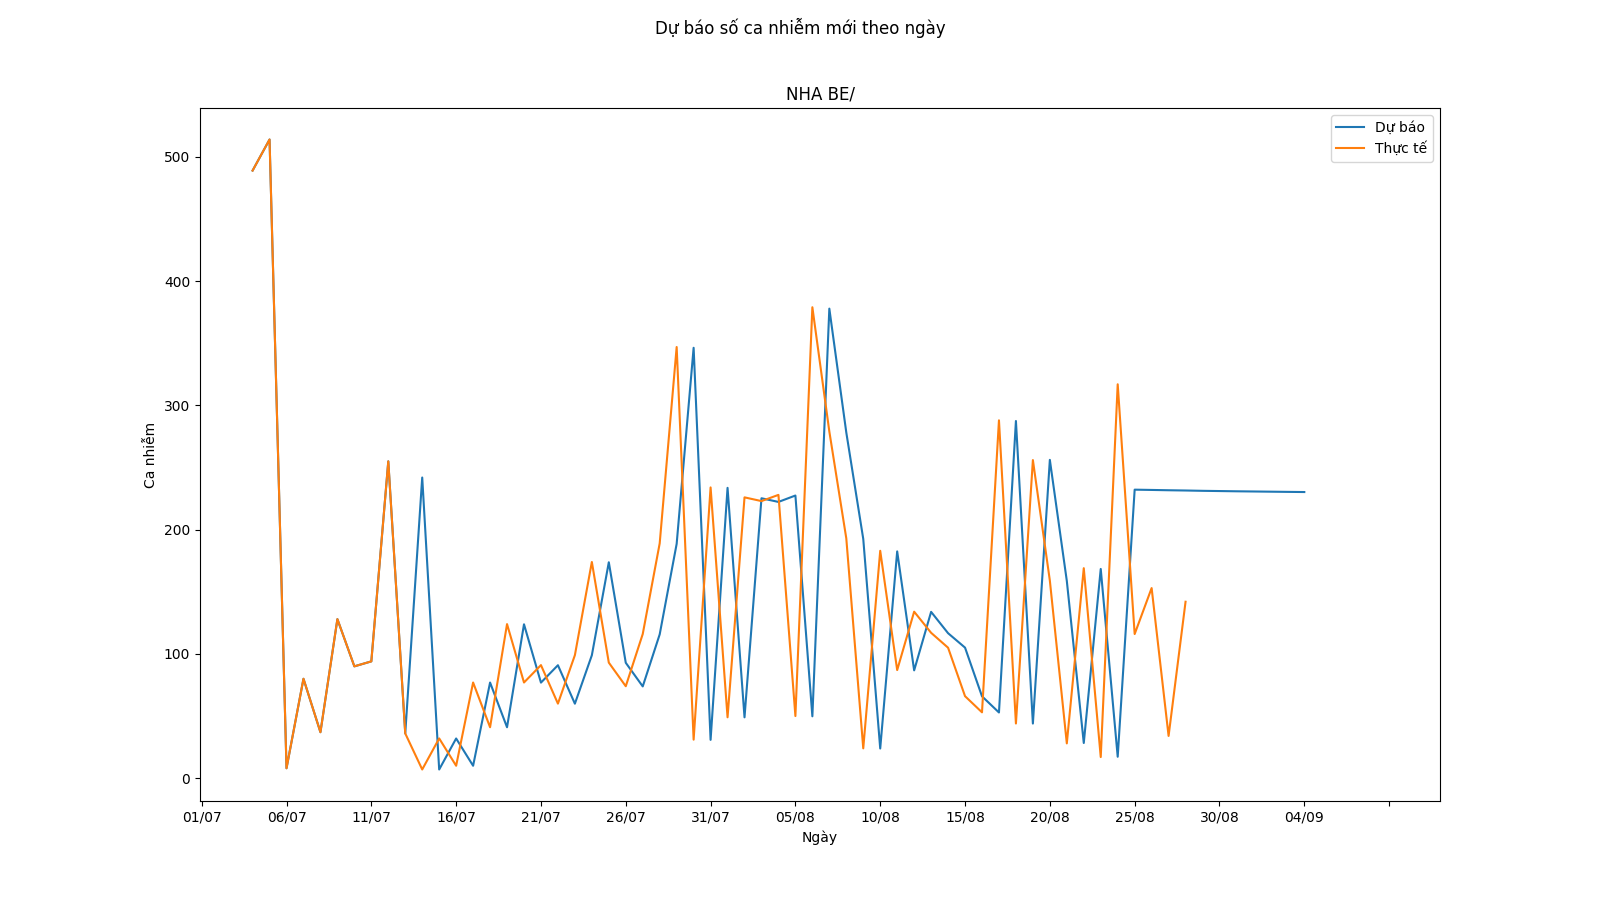 Dự báo số ca nhiễm mới theo ngày
NHA BE/
Dự báo
Thực tế
500
400
300
200
100
0
Ca nhiễm
01/07 06/07 11/07 16/07 21/07 26/07 31/07 05/08 10/08 15/08 20/08 25/08 30/08 04/09
Ngày